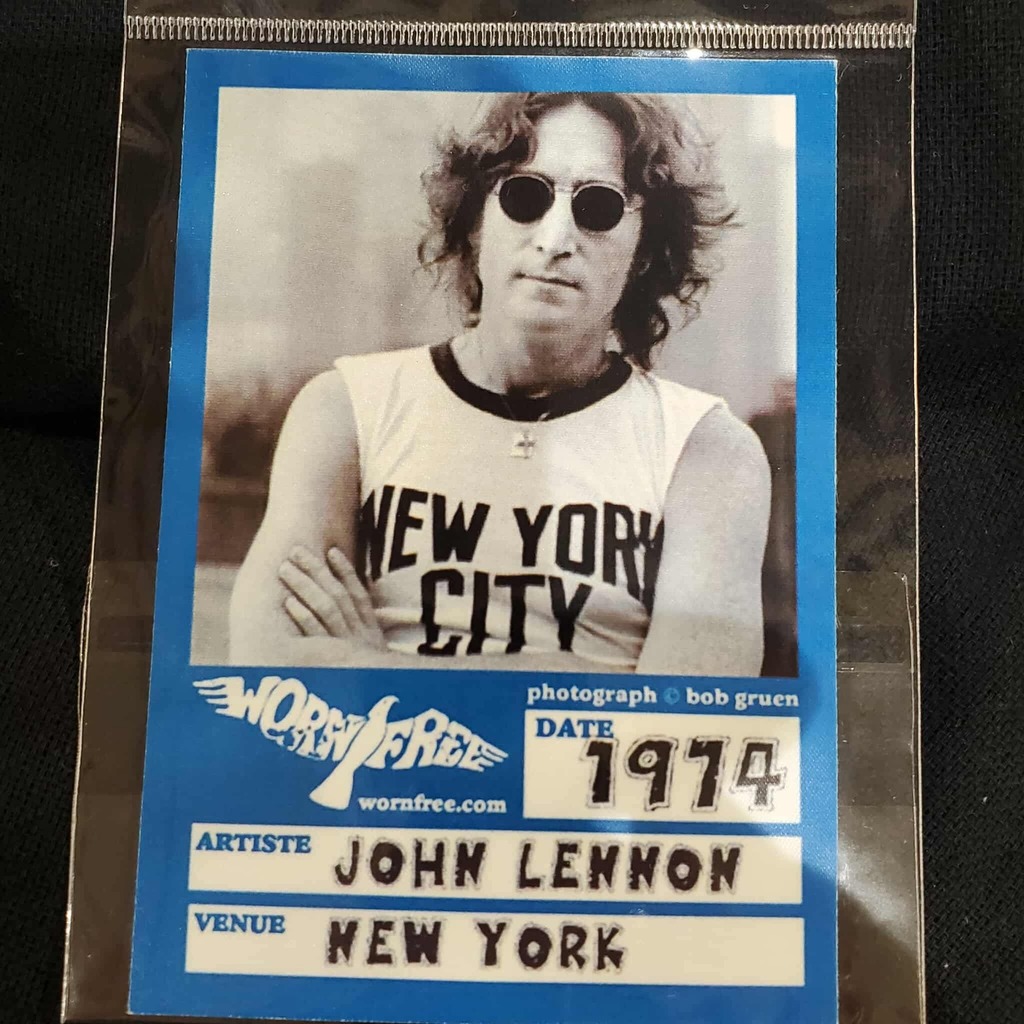 NEW YORK
CITY
photograph © bob gruen
WORN FREE
wornfree.com
DATE
1974
ARTISTE
JOHN LENNON
VENUE
NEW YORK